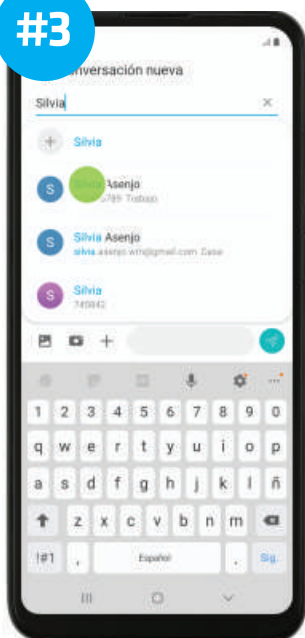 #3
nversación nueva
Silvia
Silvia
Asenjo
789 Trabajo
Silvia Asenjo
silvia.asenjo.wm@gmail.com Casa
Silvia
745842
1 2 3 4 5 6 7 8 9 0
q w e r t y u i o p
a s d f g h j k l ñ
z x c v b n m
!#1 , Español . Sig.